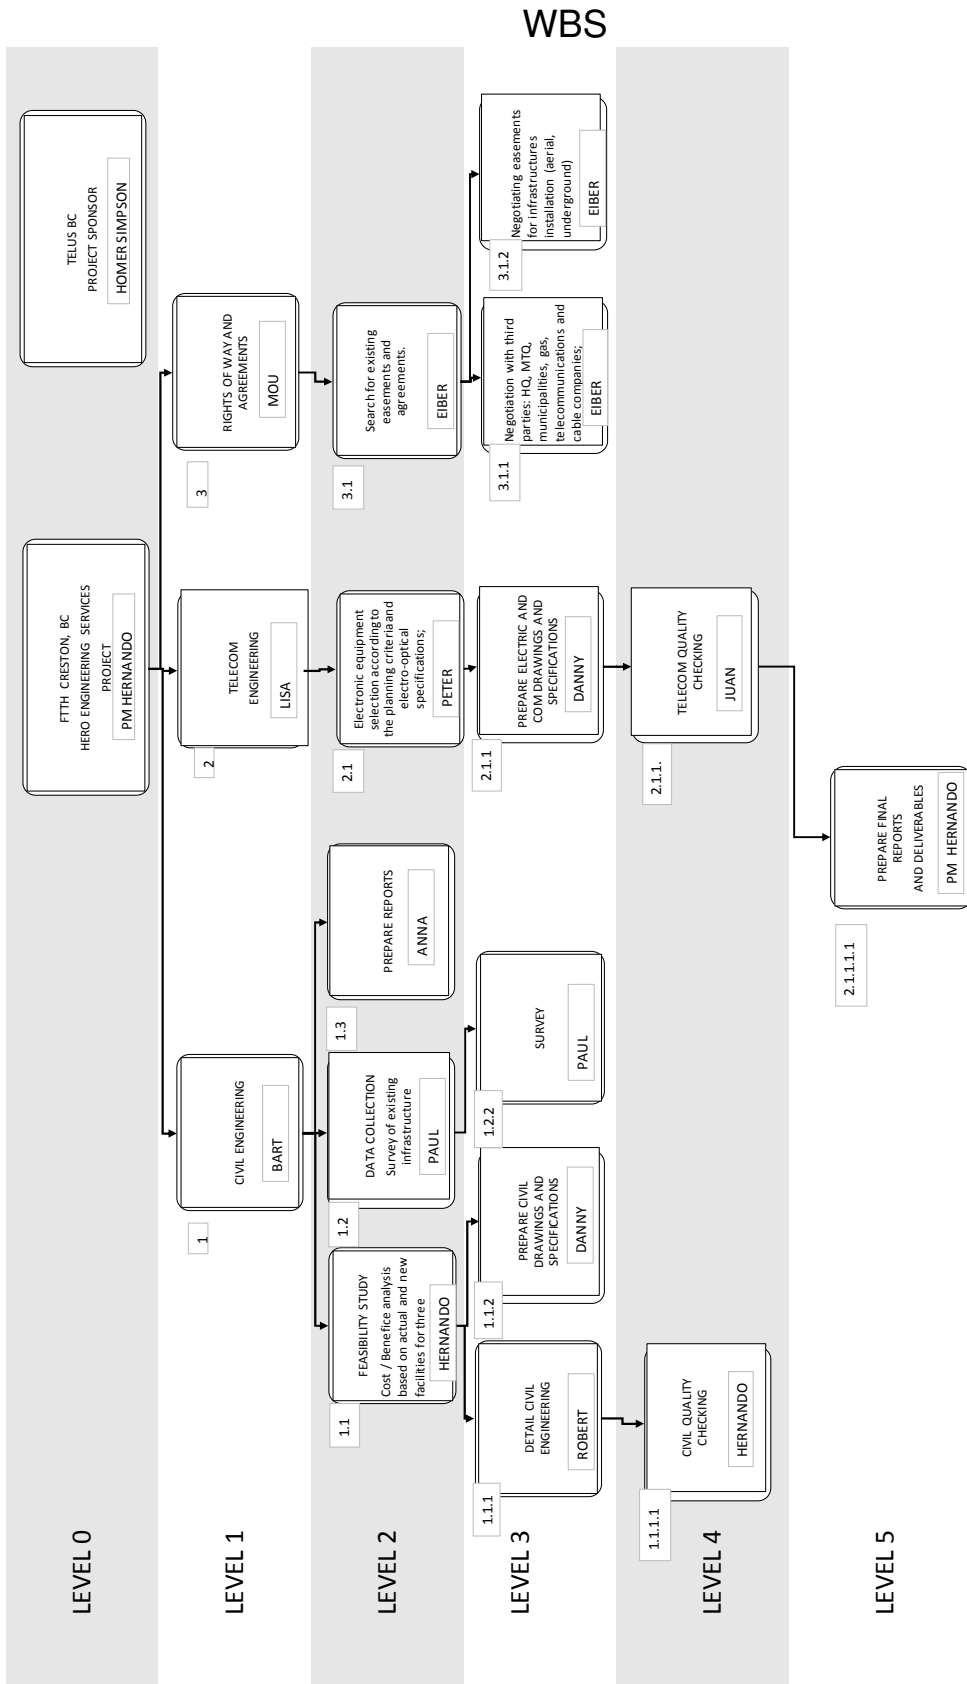 WBS
LEVEL 0
FTTH CRESTON, BC
HERO ENGINEERING SERVICES
PROJECT
PM HERNANDO
TELUS BC
PROJECT SPONSOR
HOMER SIMPSON
LEVEL 1
1
CIVIL ENGINEERING
BART
2
TELECOM
ENGINEERING
LISA
3
RIGHTS OF WAY AND
AGREEMENTS
MOU
LEVEL 2
1.1
FEASIBILITY STUDY
Cost / Benefice analysis
based on actual and new
facilities for three
HERNANDO
1.2
DATA COLLECTION
Survey of existing
infrastructure
PAUL
1.3
PREPARE REPORTS
ANNA
2.1
Electronic equipment
selection according to
the planning criteria and
electro-optical
specifications;
PETER
3.1
Search for existing
easements and
agreements.
EIBER
LEVEL 3
1.1.1
DETAIL CIVIL
ENGINEERING
ROBERT
1.1.2
PREPARE CIVIL
DRAWINGS AND
SPECIFICATIONS
DANNY
1.2.2
SURVEY
PAUL
2.1.1
PREPARE ELECTRIC AND
COM DRAWINGS AND
SPECIFICATIONS
DANNY
3.1.1
Negotiation with third
parties: HQ, MTQ,
municipalities, gas,
telecommunications and
cable companies;
EIBER
3.1.2
Negotiating easements
for infrastructures
installation (aerial,
underground)
EIBER
LEVEL 4
1.1.1.1
CIVIL QUALITY
CHECKING
HERNANDO
2.1.1.
TELECOM QUALITY
CHECKING
JUAN
LEVEL 5
2.1.1.1.1
PREPARE FINAL
REPORTS
AND DELIVERABLES
PM HERNANDO